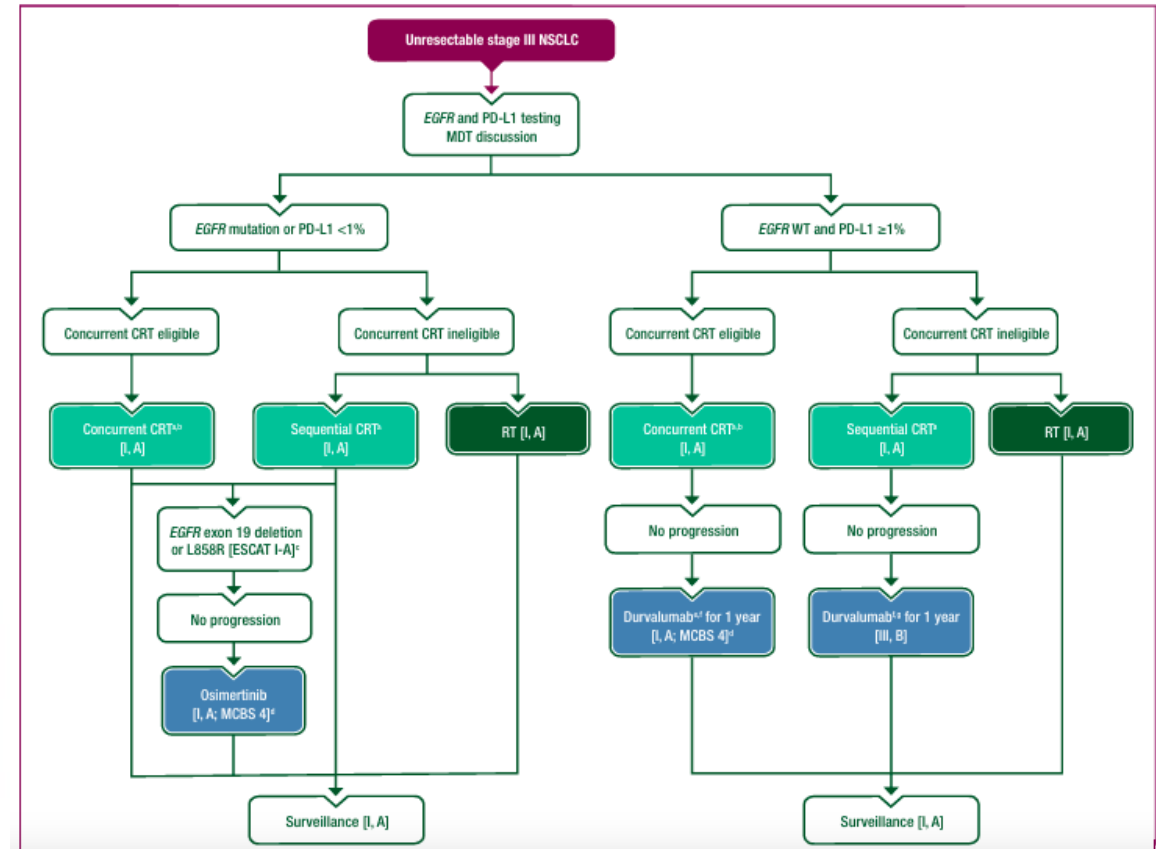 Unresectable stage III NSCLC
EGFR and PD-L1 testing
MDT discussion
EGFR mutation or PD-L1 <1%
EGFR WT and PD-L1 ≥1%
Concurrent CRT eligible
Concurrent CRT ineligible
Concurrent CRT eligible
Concurrent CRT ineligible
Concurrent CRTa,b
[I, A]
Sequential CRT
[I, A]
RT [I, A]
Concurrent CRTa,b
[I, A]
Sequential CRT
[I, A]
RT [I, A]
EGFR exon 19 deletion
or L858R [ESCAT I-A]c
No progression
No progression
No progression
Durvalumab for 1 year
[I, A; MCBS 4]d
Durvalumab for 1 year
[III, B]
Osimertinib
[I, A; MCBS 4]d
Surveillance [I, A]
Surveillance [I, A]